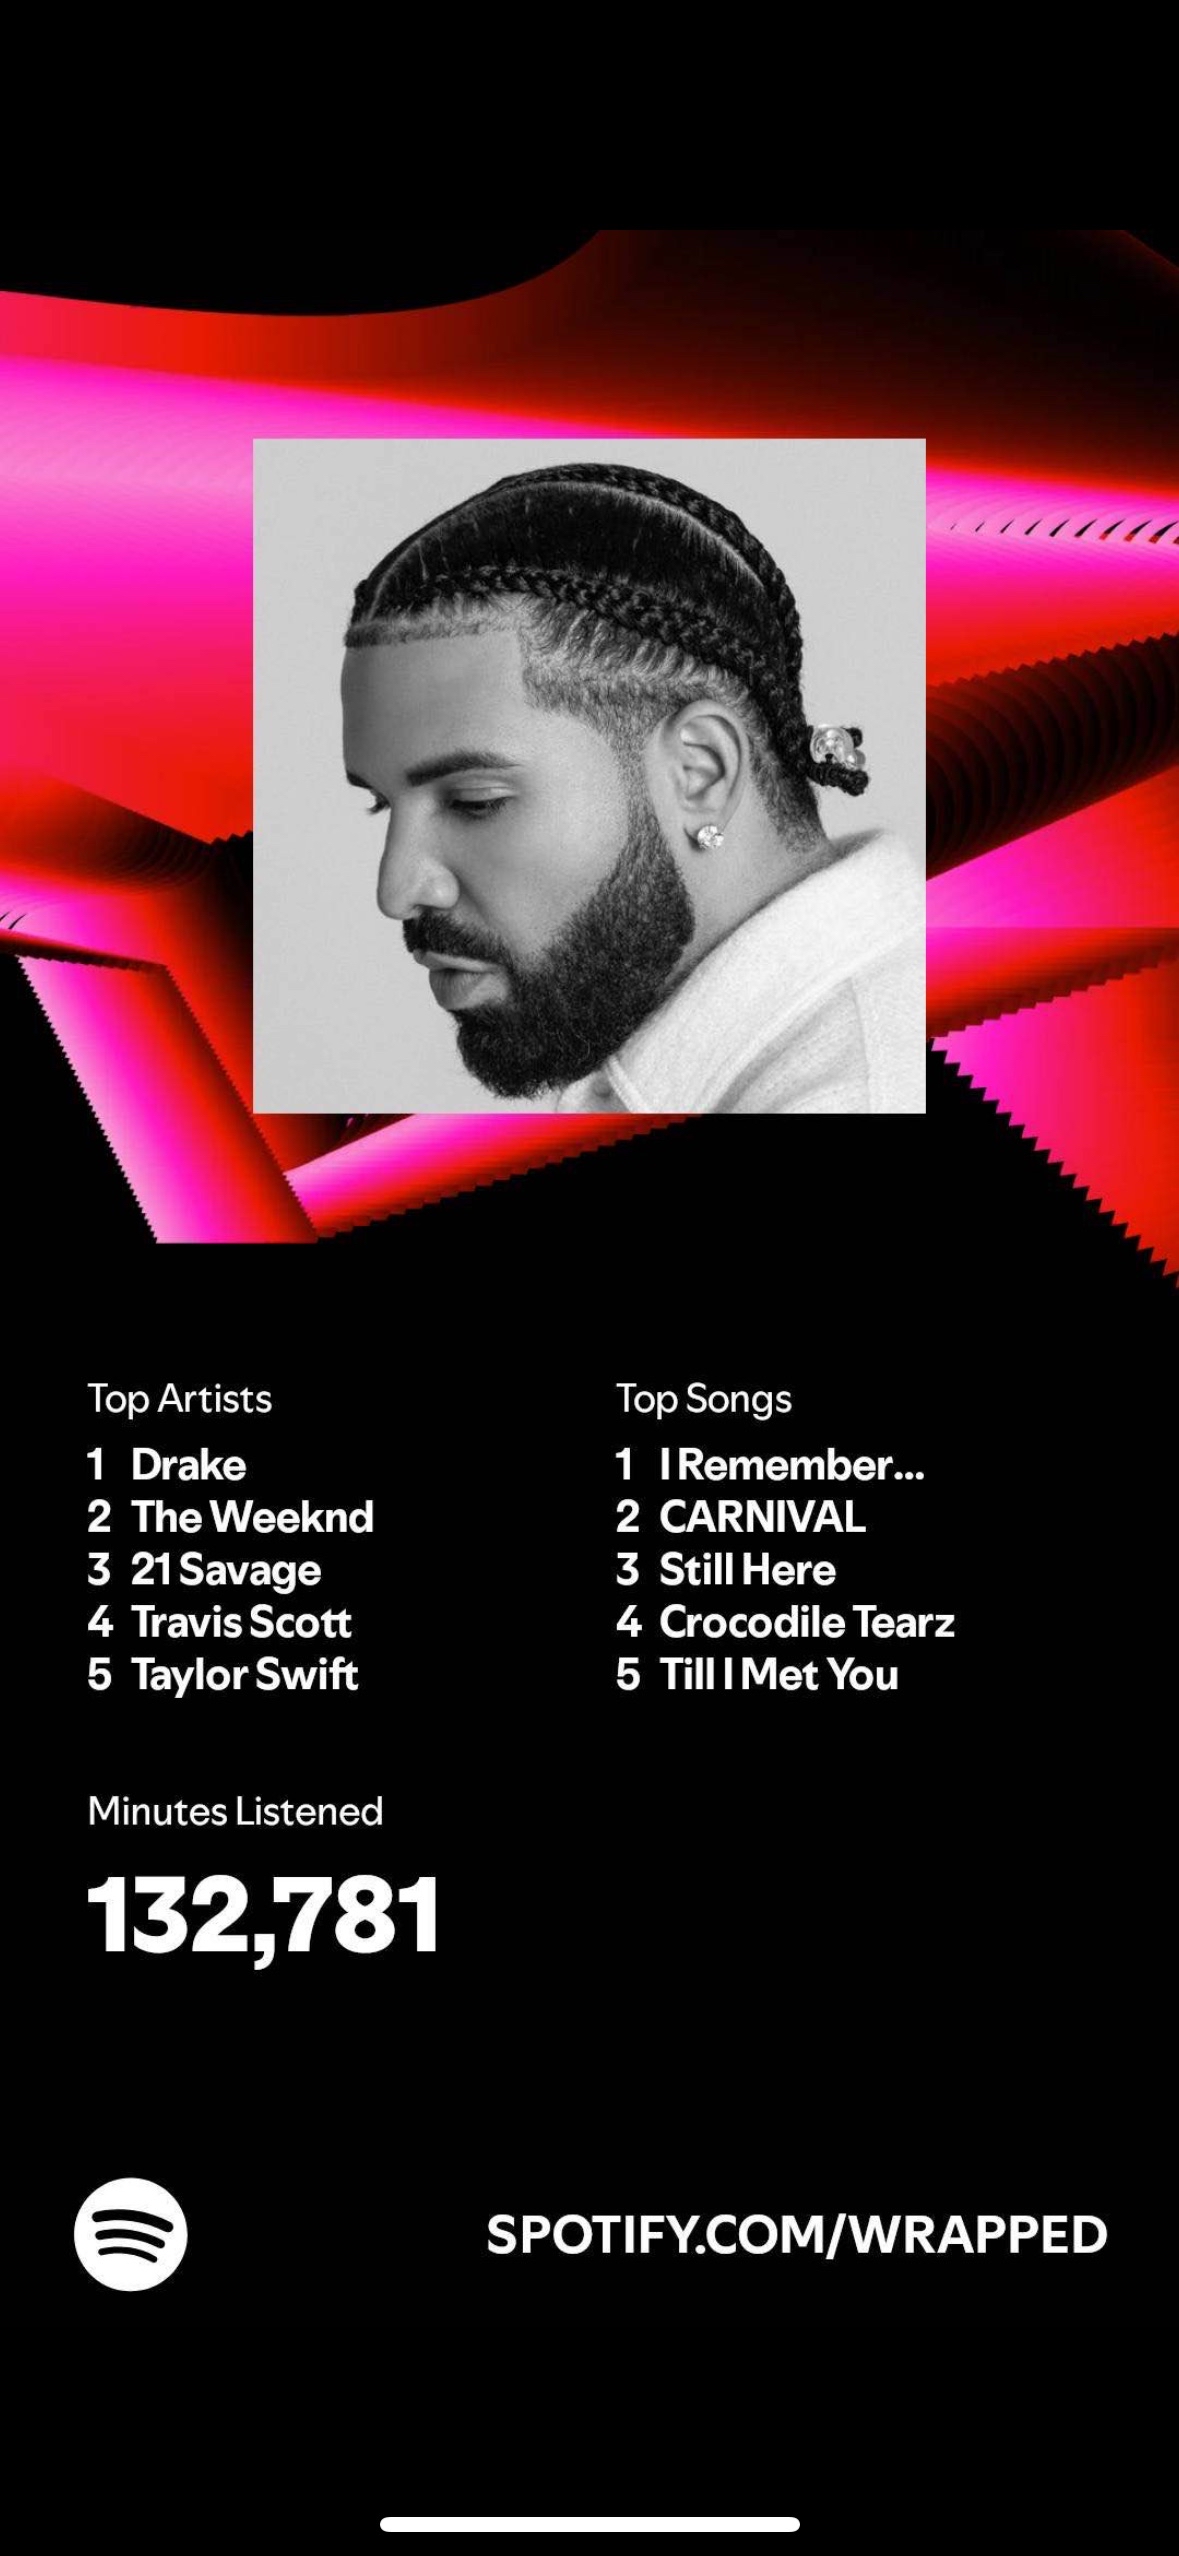 Top Artists
1 Drake
2 The Weeknd
3 21 Savage
4 Travis Scott
5 Taylor Swift
Top Songs
1 I Remember...
2 CARNIVAL
3 Still Here
4 Crocodile Tearz
5 Till I Met You
Minutes Listened
132,781
SPOTIFY.COM/WRAPPED